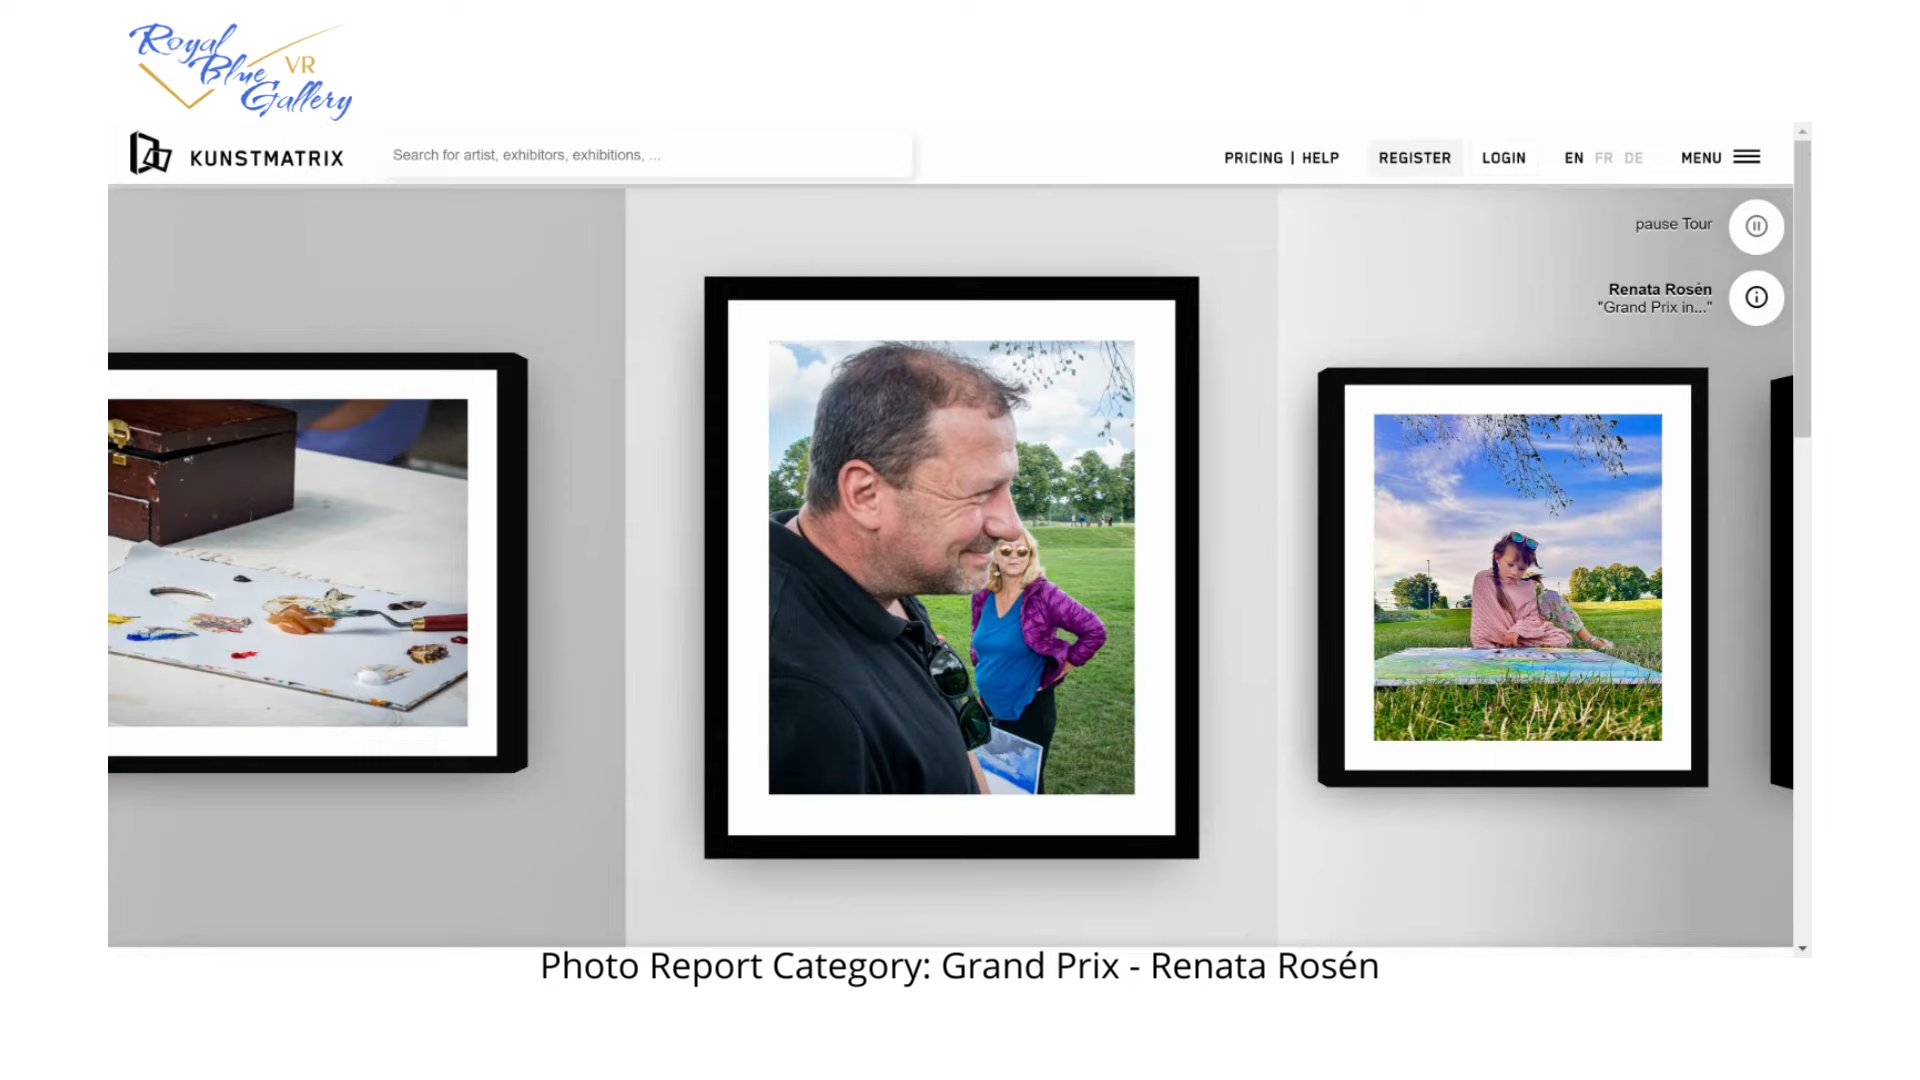 Royal
Blue VR
Gallery
KUNSTMATRIX
Search for artist, exhibitors, exhibitions, ...
PRICING | HELP
REGISTER
LOGIN
EN FR DE
MENU
pause Tour
Renata Rosén
"Grand Prix in..."
Photo Report Category: Grand Prix - Renata Rosén